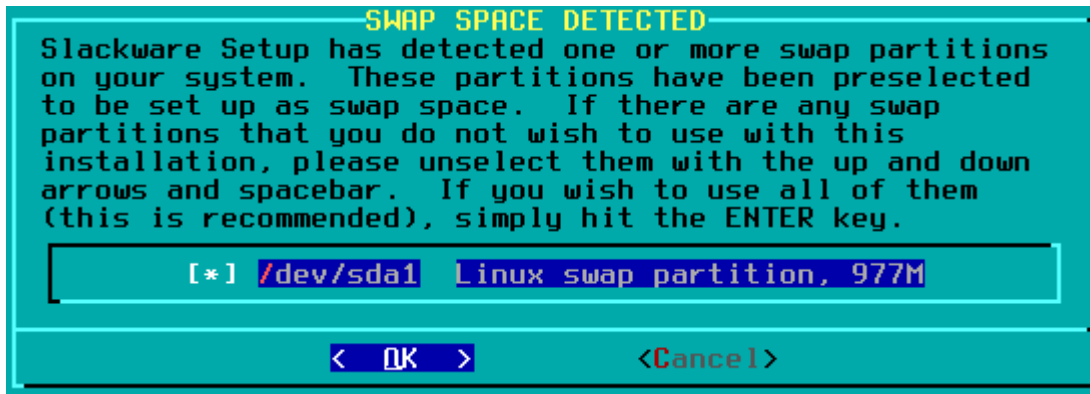 SWAP SPACE DETECTED
Slackware Setup has detected one or more swap partitions
on your system.  These partitions have been preselected
to be set up as swap space.  If there are any swap
partitions that you do not wish to use with this
installation, please unselect them with the up and down
arrows and spacebar.  If you wish to use all of them
(this is recommended), simply hit the ENTER key.
[*] /dev/sda1  Linux swap partition, 977M
<  OK  >  <Cancel>